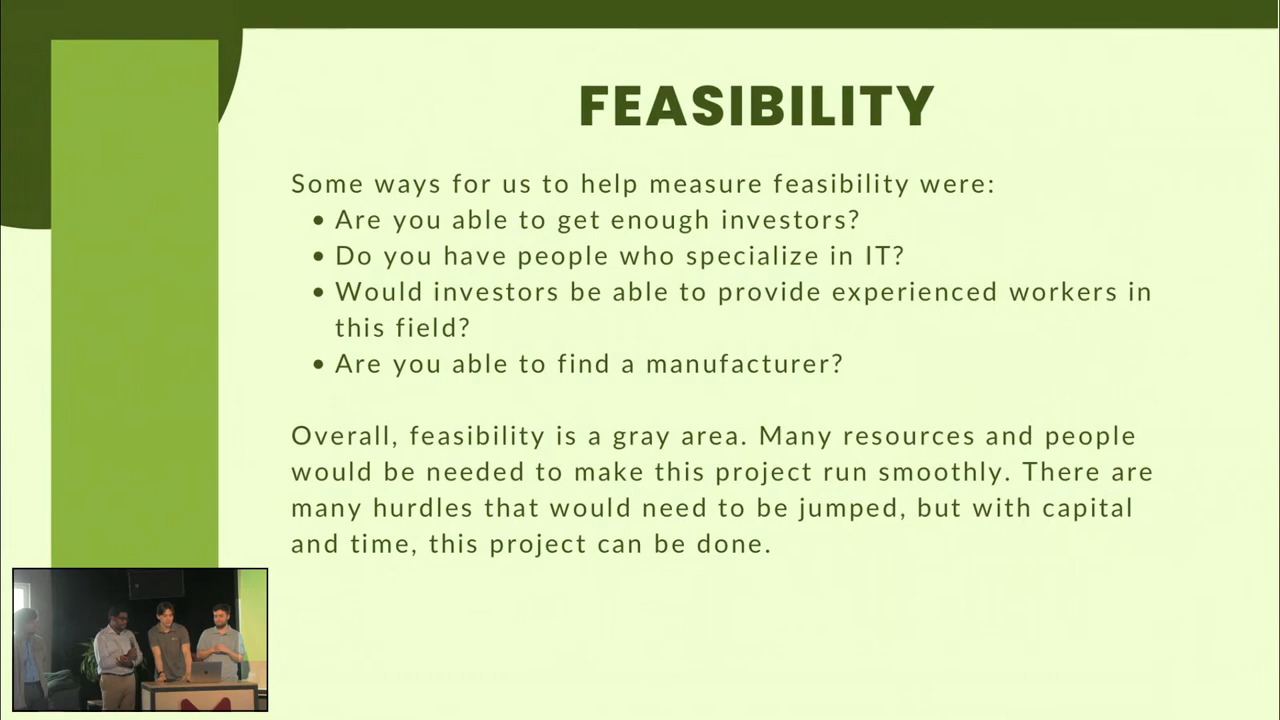 FEASIBILITY
Some ways for us to help measure feasibility were:
• Are you able to get enough investors?
• Do you have people who specialize in IT?
• Would investors be able to provide experienced workers in
this field?
• Are you able to find a manufacturer?
Overall, feasibility is a gray area. Many resources and people
would be needed to make this project run smoothly. There are
many hurdles that would need to be jumped, but with capital
and time, this project can be done.